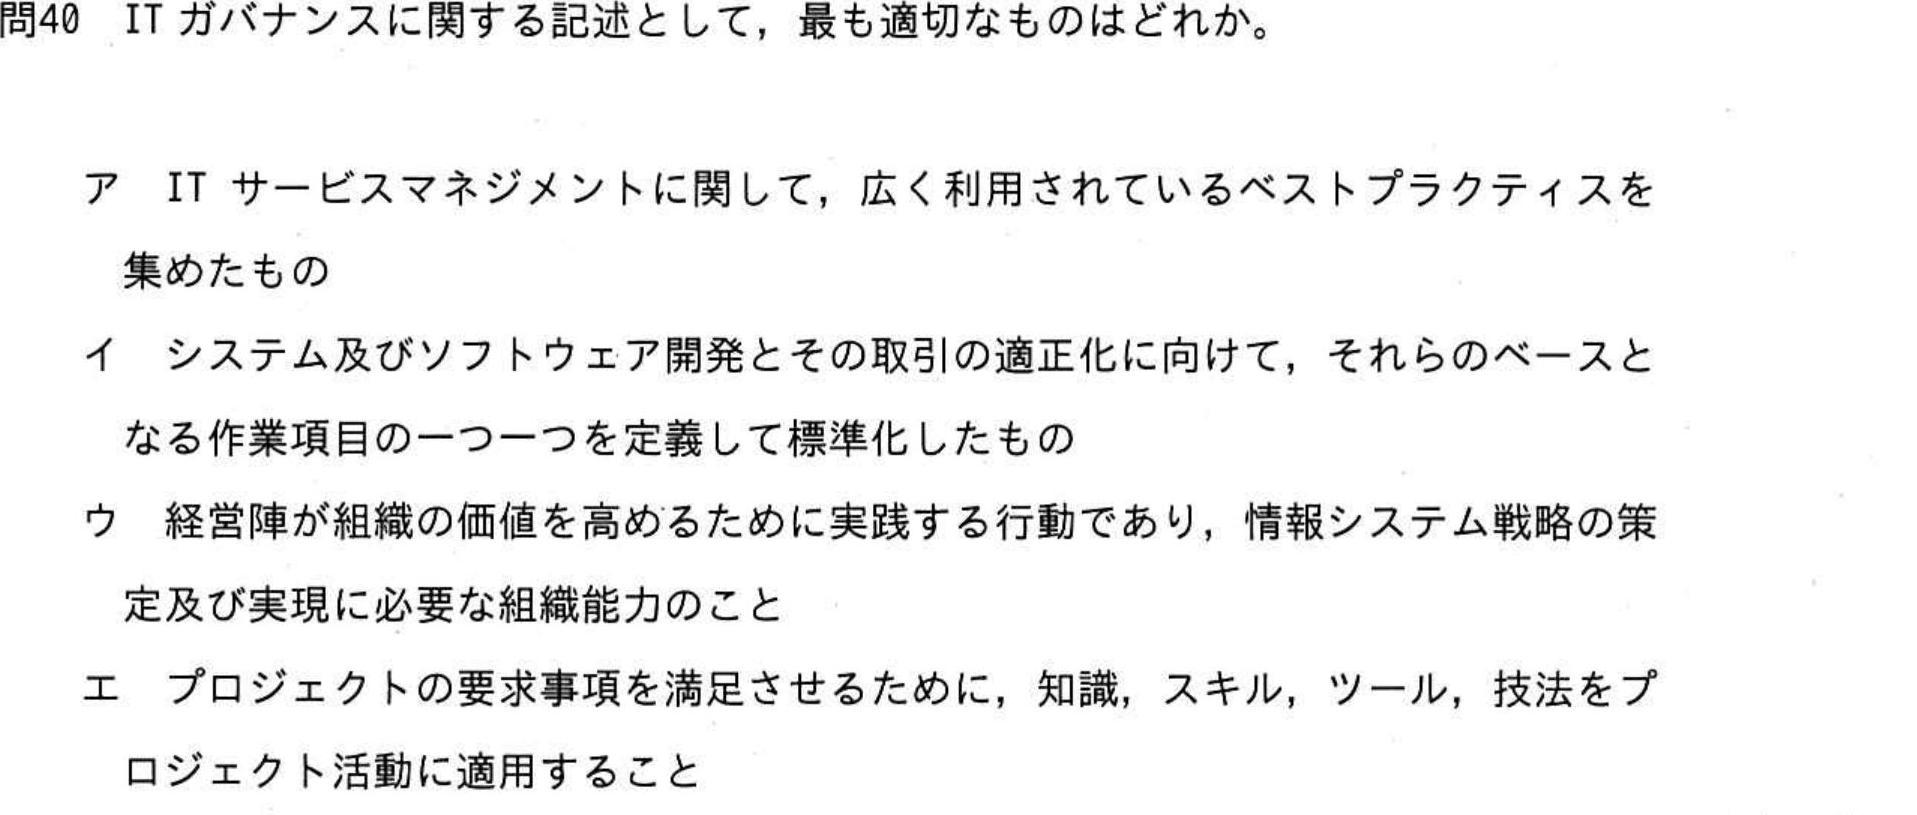 問40　IT ガバナンスに関する記述として，最も適切なものはどれか。
ア　IT サービスマネジメントに関して，広く利用されているベストプラクティスを
集めたもの
イ　システム及びソフトウェア開発とその取引の適正化に向けて，それらのベースと
なる作業項目の一つ一つを定義して標準化したもの
ウ　経営陣が組織の価値を高めるために実践する行動であり，情報システム戦略の策
定及び実現に必要な組織能力のこと
エ　プロジェクトの要求事項を満足させるために，知識，スキル，ツール，技法をプ
ロジェクト活動に適用すること